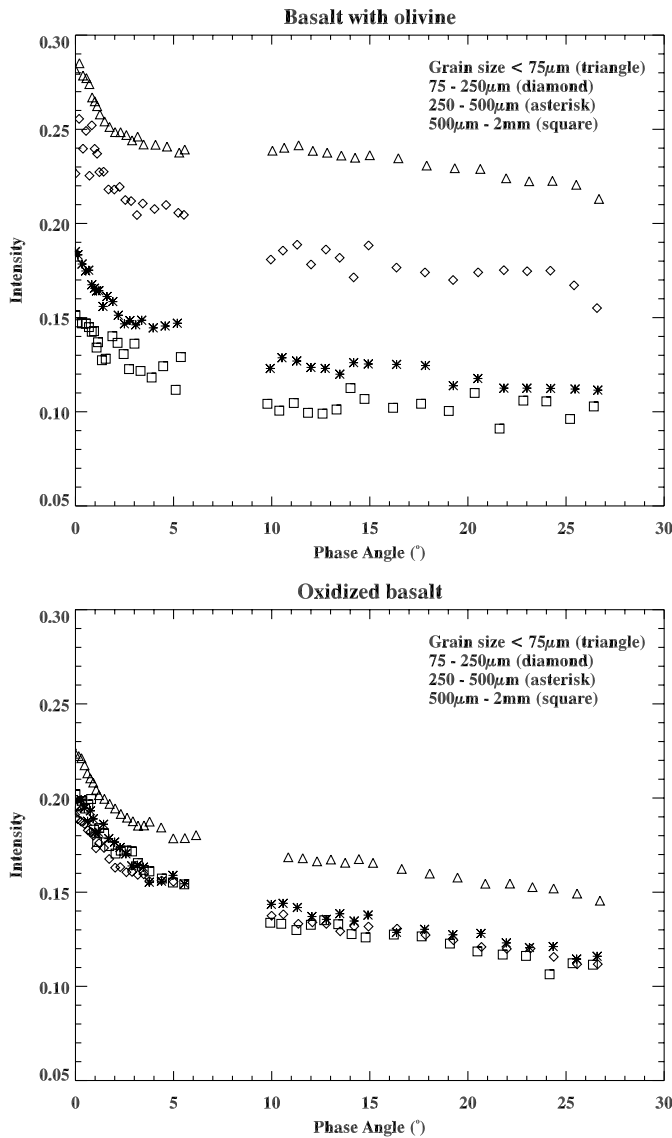 Basalt with olivine
0.30
Grain size < 75μm (triangle)
75 - 250μm (diamond)
250 - 500μm (asterisk)
500μm - 2mm (square)
0.25
0.20
Intensity
0.15
0.10
0.05
0 5 10 15 20 25 30
Phase Angle (°)
Oxidized basalt
0.30
Grain size < 75μm (triangle)
75 - 250μm (diamond)
250 - 500μm (asterisk)
500μm - 2mm (square)
0.25
0.20
Intensity
0.15
0.10
0.05
0 5 10 15 20 25 30
Phase Angle (°)